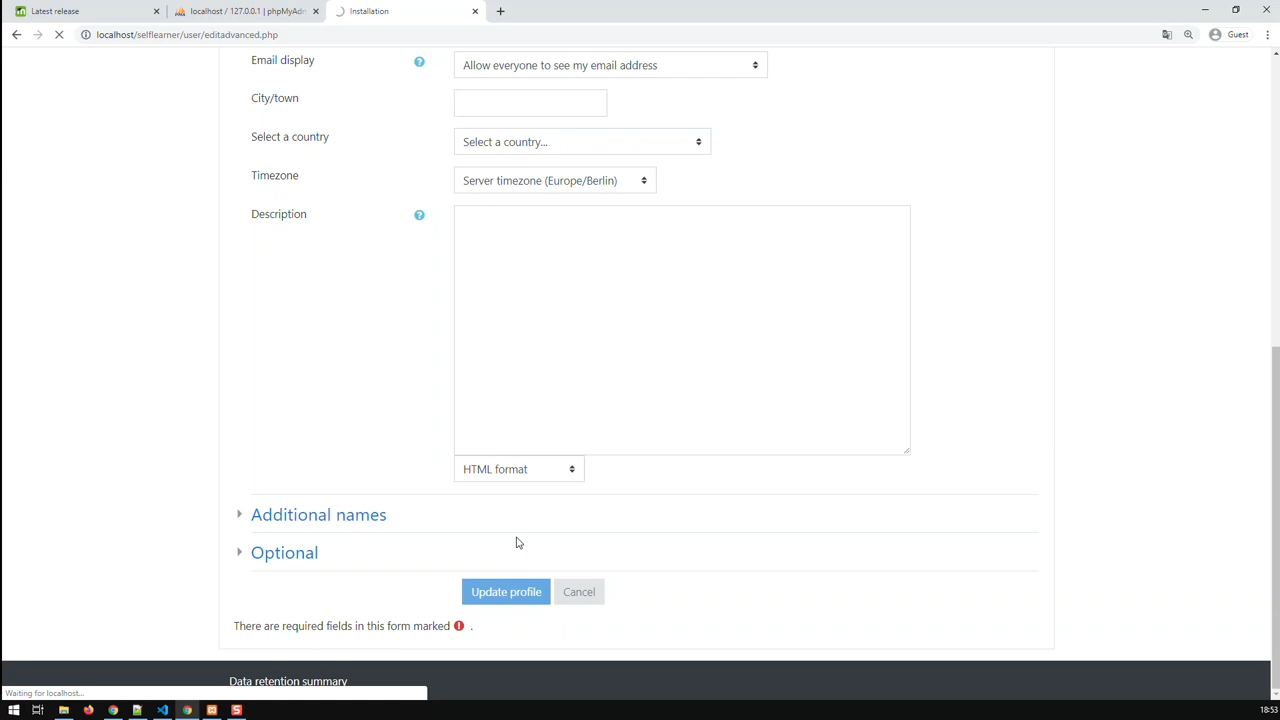 Latest release
localhost / 127.0.0.1 | phpMyAdm
Installation
localhost/selflearner/user/editadvanced.php
Guest
Email display
Allow everyone to see my email address
City/town
Select a country
Select a country...
Timezone
Server timezone (Europe/Berlin)
Description
HTML format
Additional names
Optional
Update profile
Cancel
There are required fields in this form marked .
Data retention summary
Waiting for localhost...
18:53